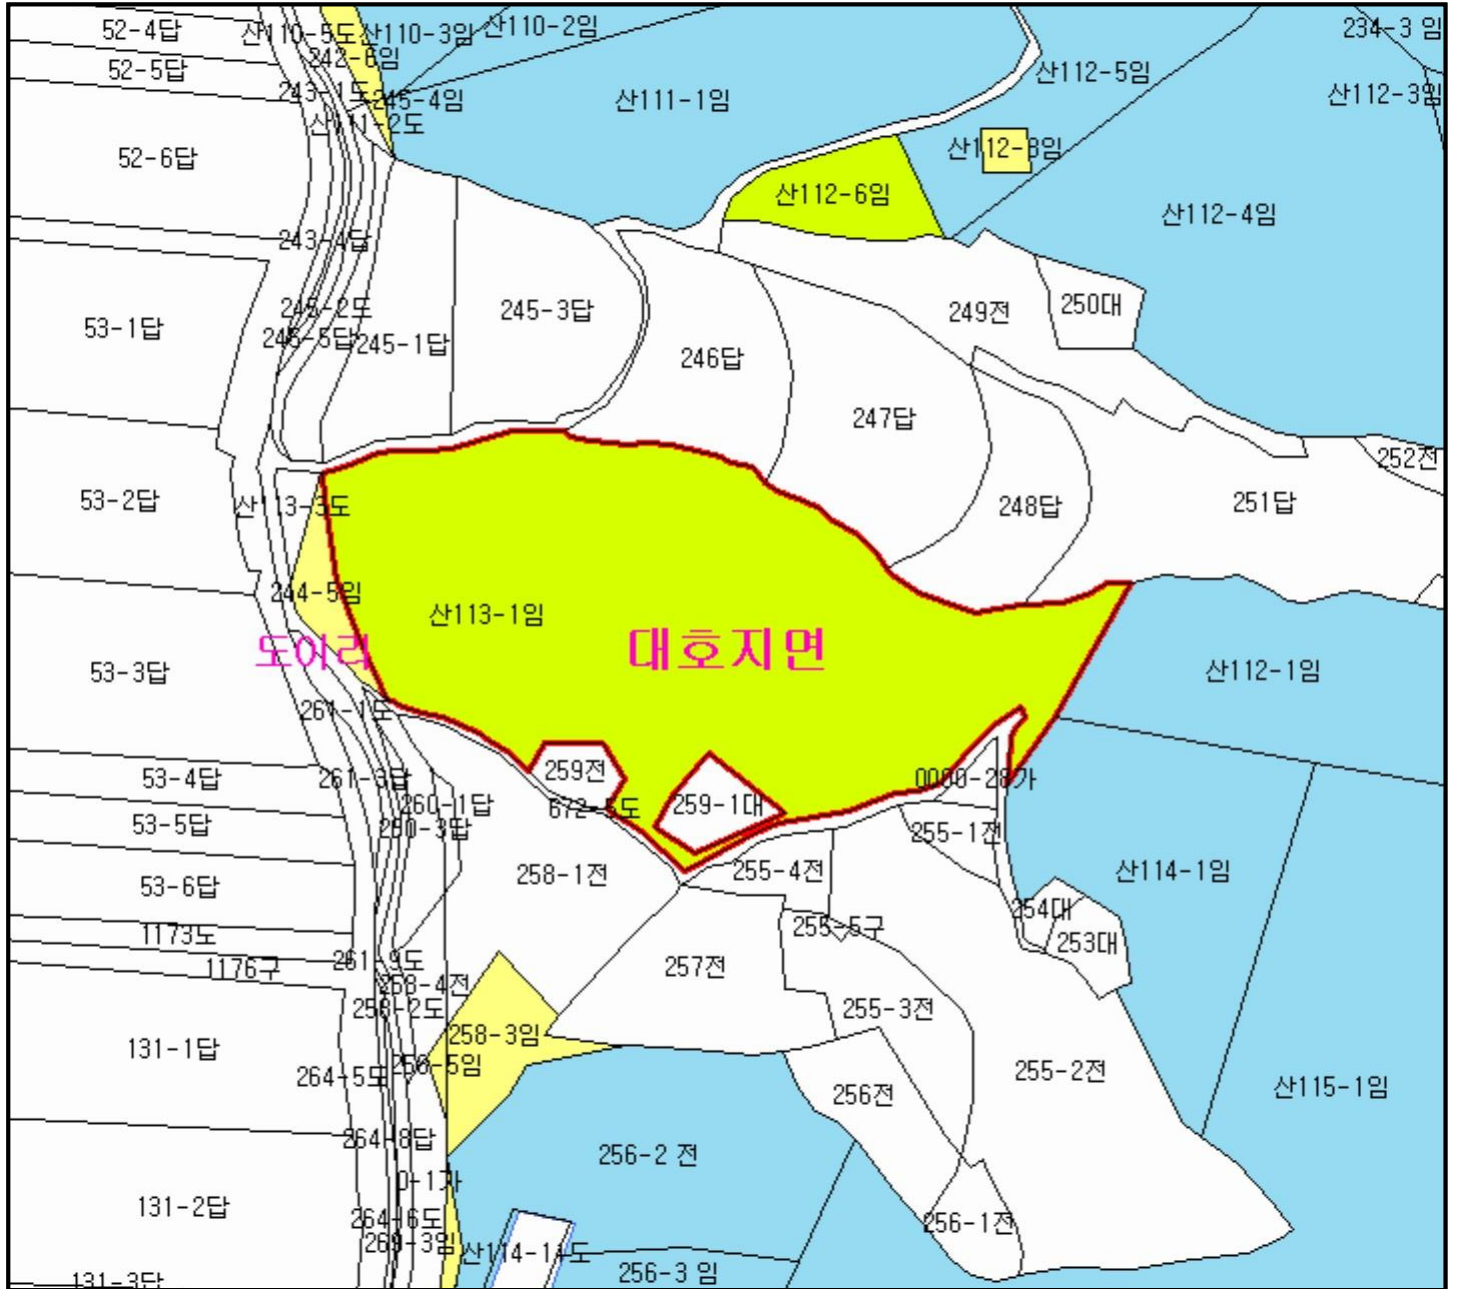 52-4답
산110-5도
산110-3임
산110-2임
234-3 임
242-6임
52-5답
243-1도
245-4임
산111-1임
산112-5임
산112-3임
산111-2도
52-6답
산112-8임
산112-6임
산112-4임
243-4답
245-2도
245-3답
249전
250대
53-1답
245-5답
245-1답
246답
247답
252전
53-2답
산113-3도
248답
251답
244-5임
산113-1임
도이리
대호지면
53-3답
산112-1임
261-1도
259전
53-4답
261-3답
0000-28가
260-1답
672-5도
259-1대
53-5답
260-3답
255-1전
258-1전
255-4전
산114-1임
53-6답
254대
255-5구
1173도
253대
1176구
261-9도
257전
258-4전
258-2도
255-3전
258-3임
131-1답
258-5임
264-5도
255-2전
256전
산115-1임
264-8답
256-2 전
0-1가
131-2답
264-6도
256-1전
269-3임
산114-14도
256-3 임
131-3답